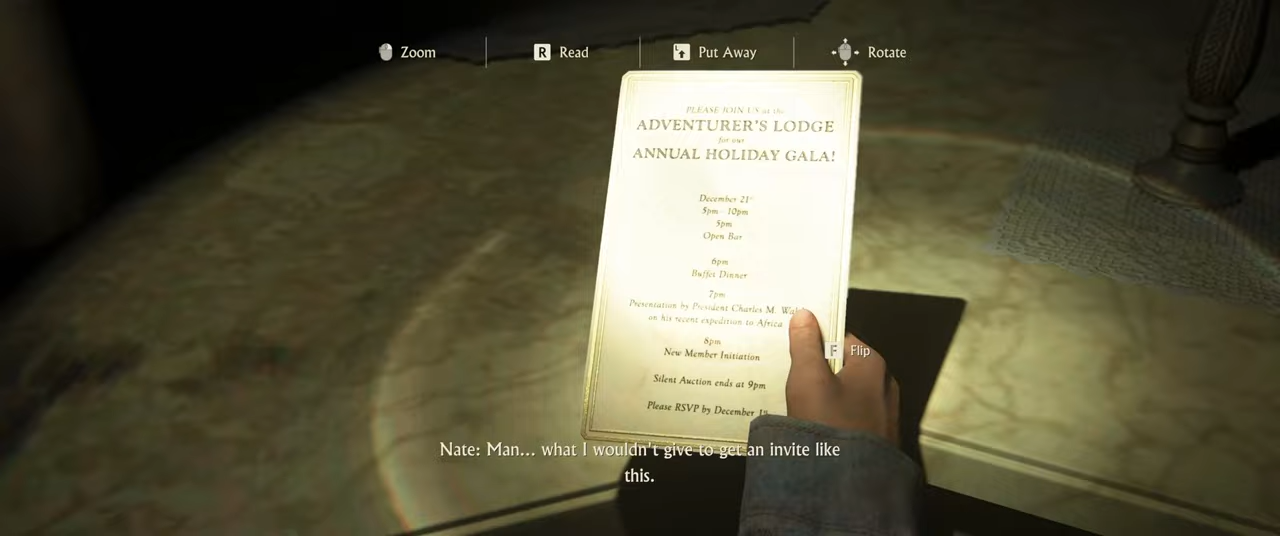 Zoom
R Read
Put Away
Rotate
PLEASE JOIN US at the
ADVENTURER'S LODGE
for our
ANNUAL HOLIDAY GALA!
December 21st
5pm - 10pm
5pm
Open Bar
6pm
Buffet Dinner
7pm
Presentation by President Charles M.
on his recent expedition to Africa
8pm
New Member Initiation
F Flip
Silent Auction ends at 9pm
Please RSVP by December 1st
Nate: Man... what I wouldn't give to get an invite like
this.